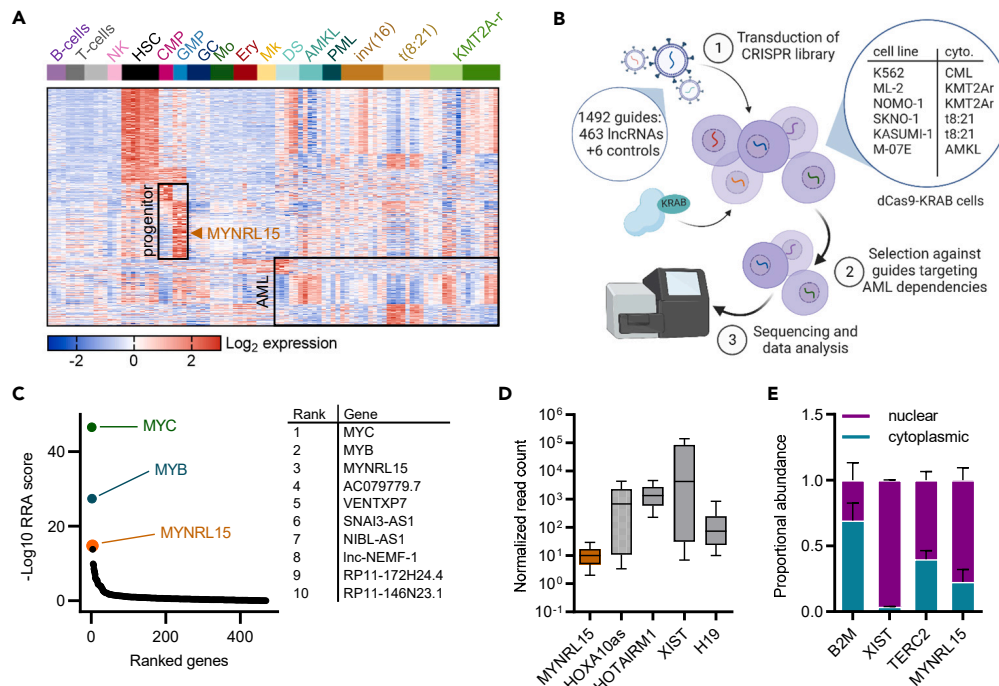 A
B-cells
T-cells
NK
HSC
CMP
GMP
GC
Mo
Ery
Mk
DS
AMKL
PML
inv(16)
t(8:21)
KMT2A-r
progenitor
MYNRL15
AML
-2 0 2
Log2 expression
B
1 Transduction of
CRISPR library
1492 guides:
463 lncRNAs
+6 controls
KRAB
cell line cyto.
K562 CML
ML-2 KMT2Ar
NOMO-1 KMT2Ar
SKNO-1 t8:21
KASUMI-1 t8:21
M-07E AMKL
dCas9-KRAB cells
2 Selection against
guides targeting
AML dependencies
3 Sequencing and
data analysis
C
-Log10 RRA score
40
20
0
MYC
MYB
MYNRL15
0 200 400
Ranked genes
Rank Gene
1 MYC
2 MYB
3 MYNRL15
4 AC079779.7
5 VENTXP7
6 SNAI3-AS1
7 NIBL-AS1
8 lnc-NEMF-1
9 RP11-172H24.4
10 RP11-146N23.1
D
Normalized read count
10^6
10^5
10^4
10^3
10^2
10^1
10^0
10^-1
MYNRL15
HOXA10as
HOTAIRM1
XIST
H19
E
nuclear
cytoplasmic
Proportional abundance
1.5
1.0
0.5
0.0
B2M
XIST
TERC2
MYNRL15